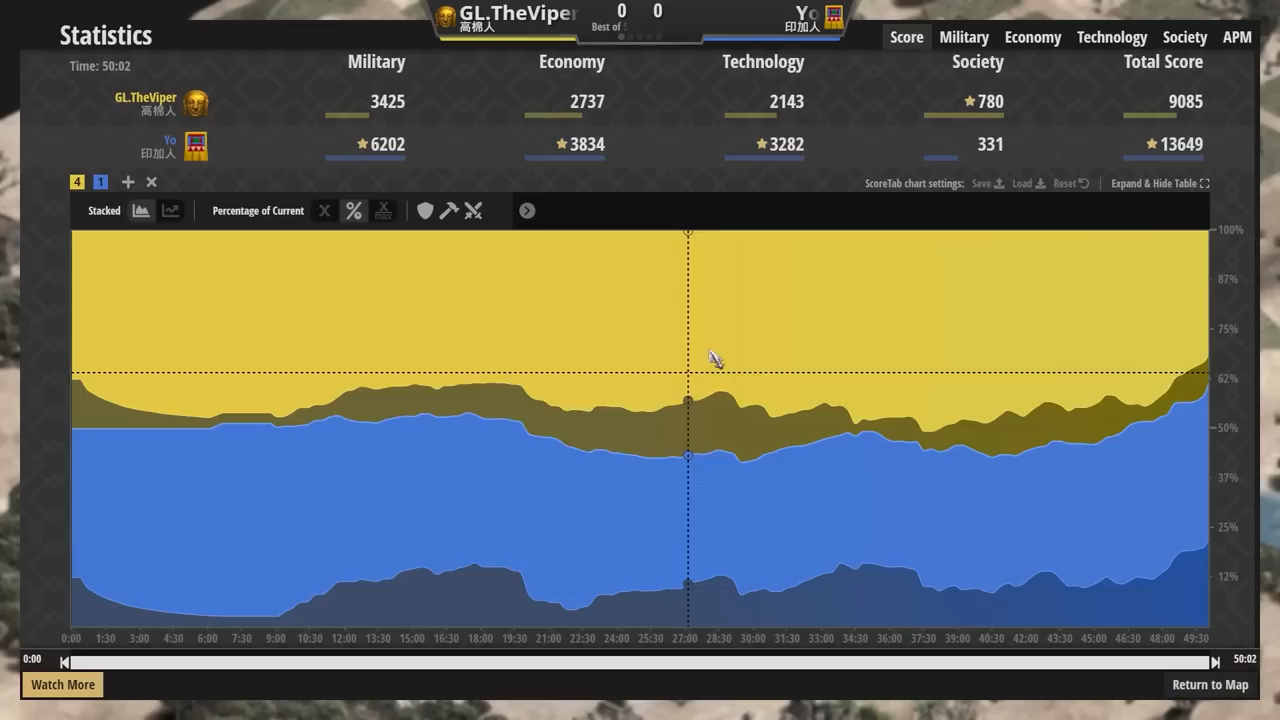 GL.TheViper 0 0 Yo
高棉人 Best of 印加人
Statistics
Score Military Economy Technology Society APM
Time: 50:02 Military Economy Technology Society Total Score
GL.TheViper 3425 2737 2143 780 9085
高棉人
Yo 6202 3834 3282 331 13649
印加人
4 1 + ×
ScoreTab chart settings: Save Load Reset Expand & Hide Table
Stacked Percentage of Current X % X max
100%
87%
75%
62%
50%
37%
25%
12%
0:00 1:30 3:00 4:30 6:00 7:30 9:00 10:30 12:00 13:30 15:00 16:30 18:00 19:30 21:00 22:30 24:00 25:30 27:00 28:30 30:00 31:30 33:00 34:30 36:00 37:30 39:00 40:30 42:00 43:30 45:00 46:30 48:00 49:30
0:00 50:02
Watch More Return to Map